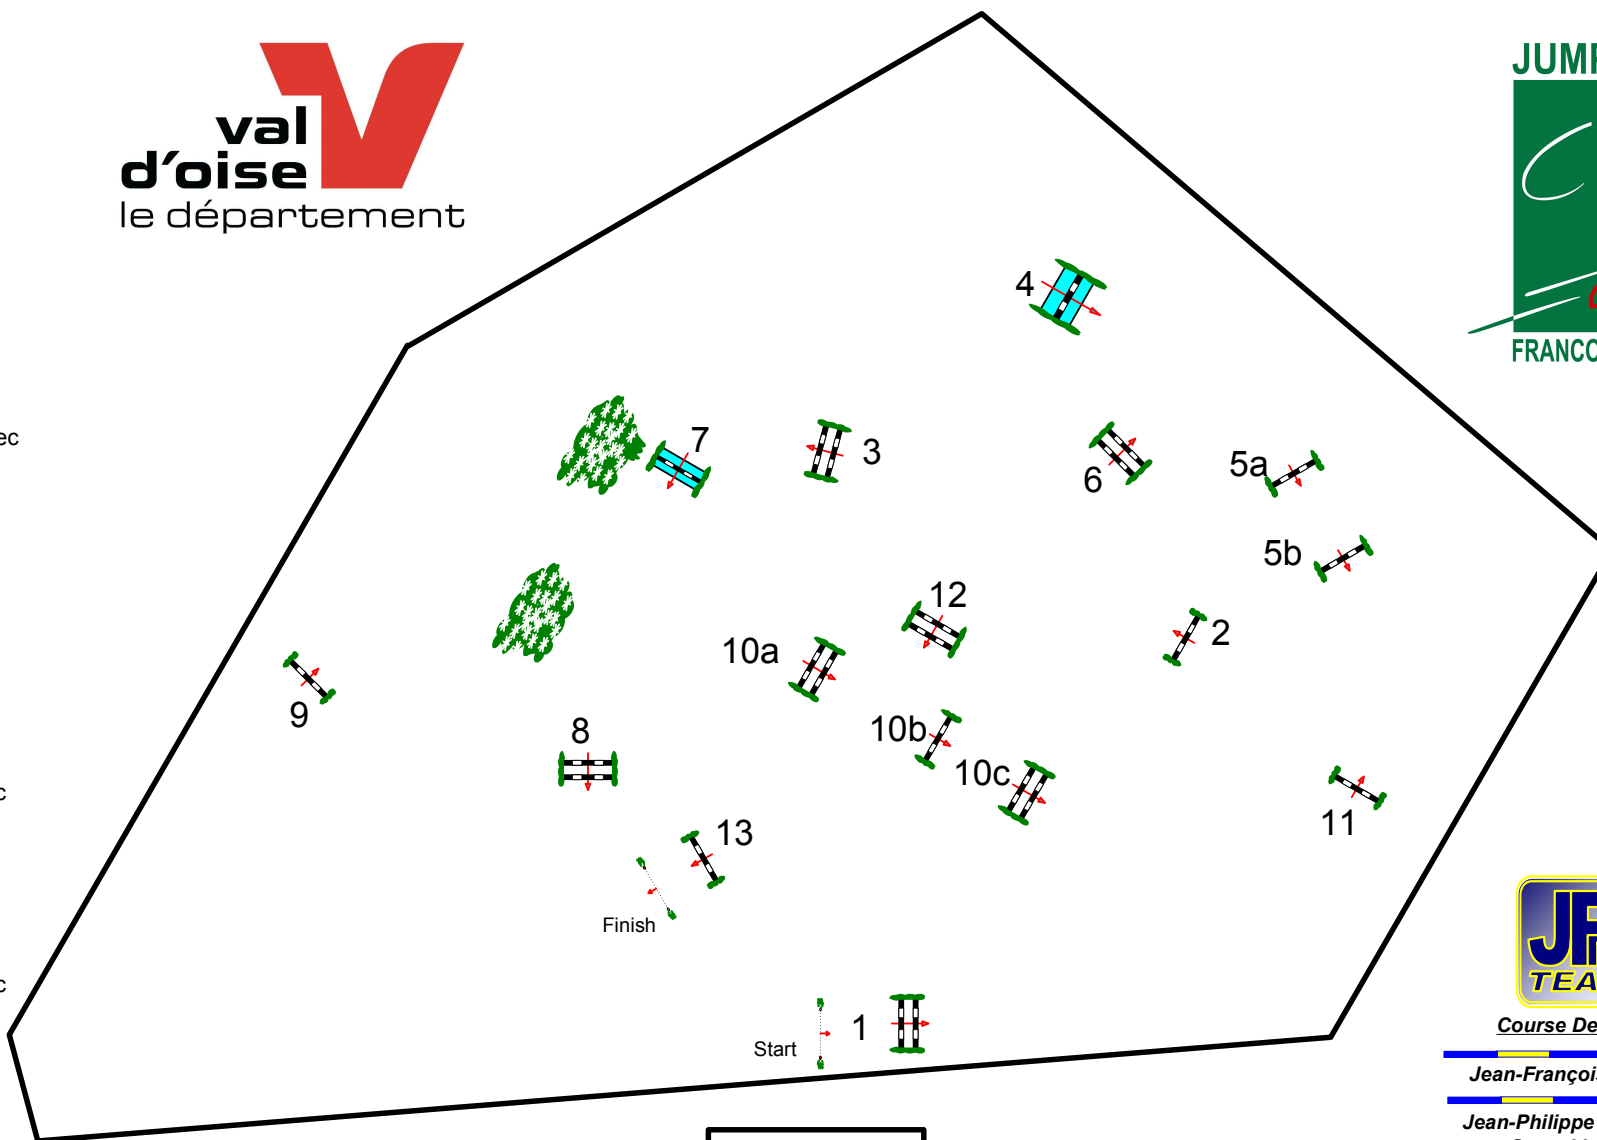 val
d'oise
le département
JUMP
FRANCO
4
ec
7
3
6
5a
5b
12
2
10a
9
8
10b
10c
c
11
13
Finish
c
1
Start
TEA
Course De
Jean-Françoi
Jean-Philippe